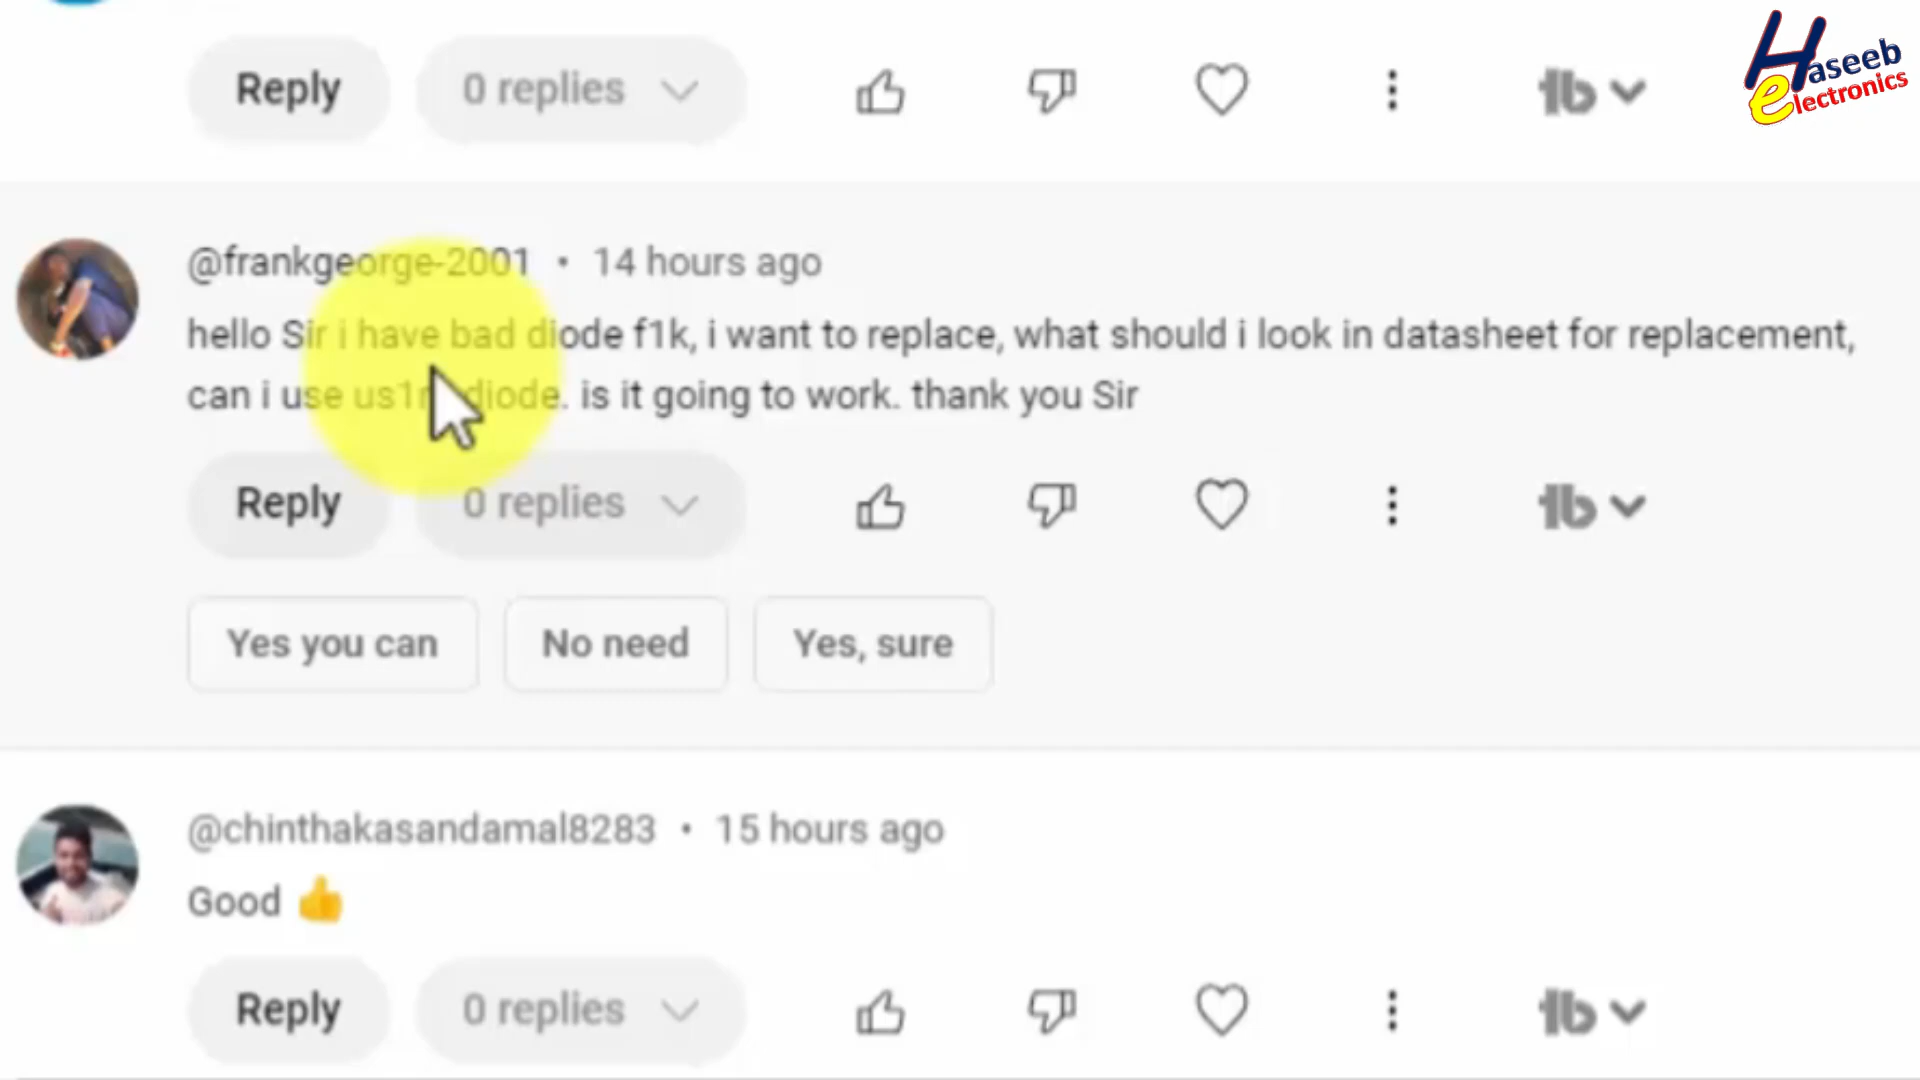 Haseeb
electronics
Reply 0 replies
@frankgeorge-2001 • 14 hours ago
hello Sir i have bad diode f1k, i want to replace, what should i look in datasheet for replacement,
can i use diode. is it going to work. thank you Sir
Reply 0 replies
Yes you can No need Yes, sure
@chinthakasandamal8283 • 15 hours ago
Good 👍
Reply 0 replies